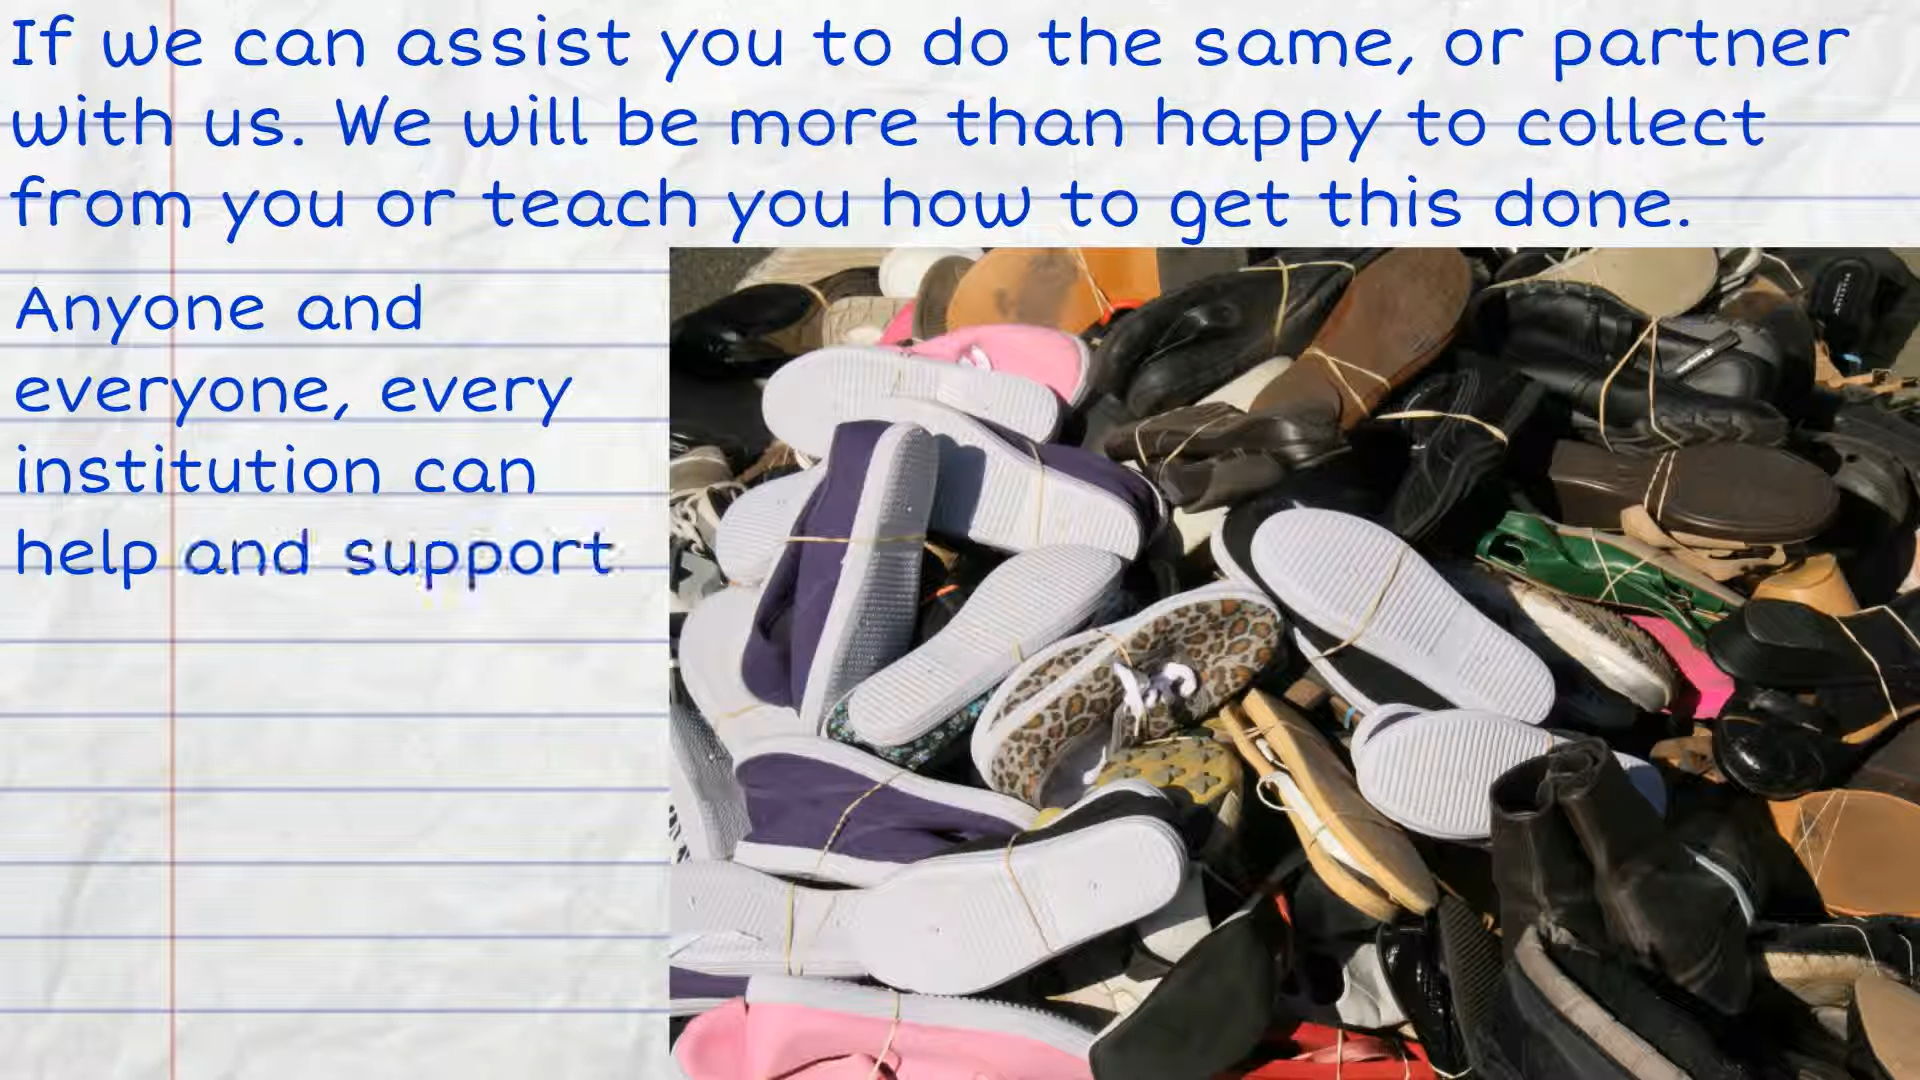 If we can assist you to do the same, or partner
with us. We will be more than happy to collect
from you or teach you how to get this done.
Anyone and
everyone, every
institution can
help and support